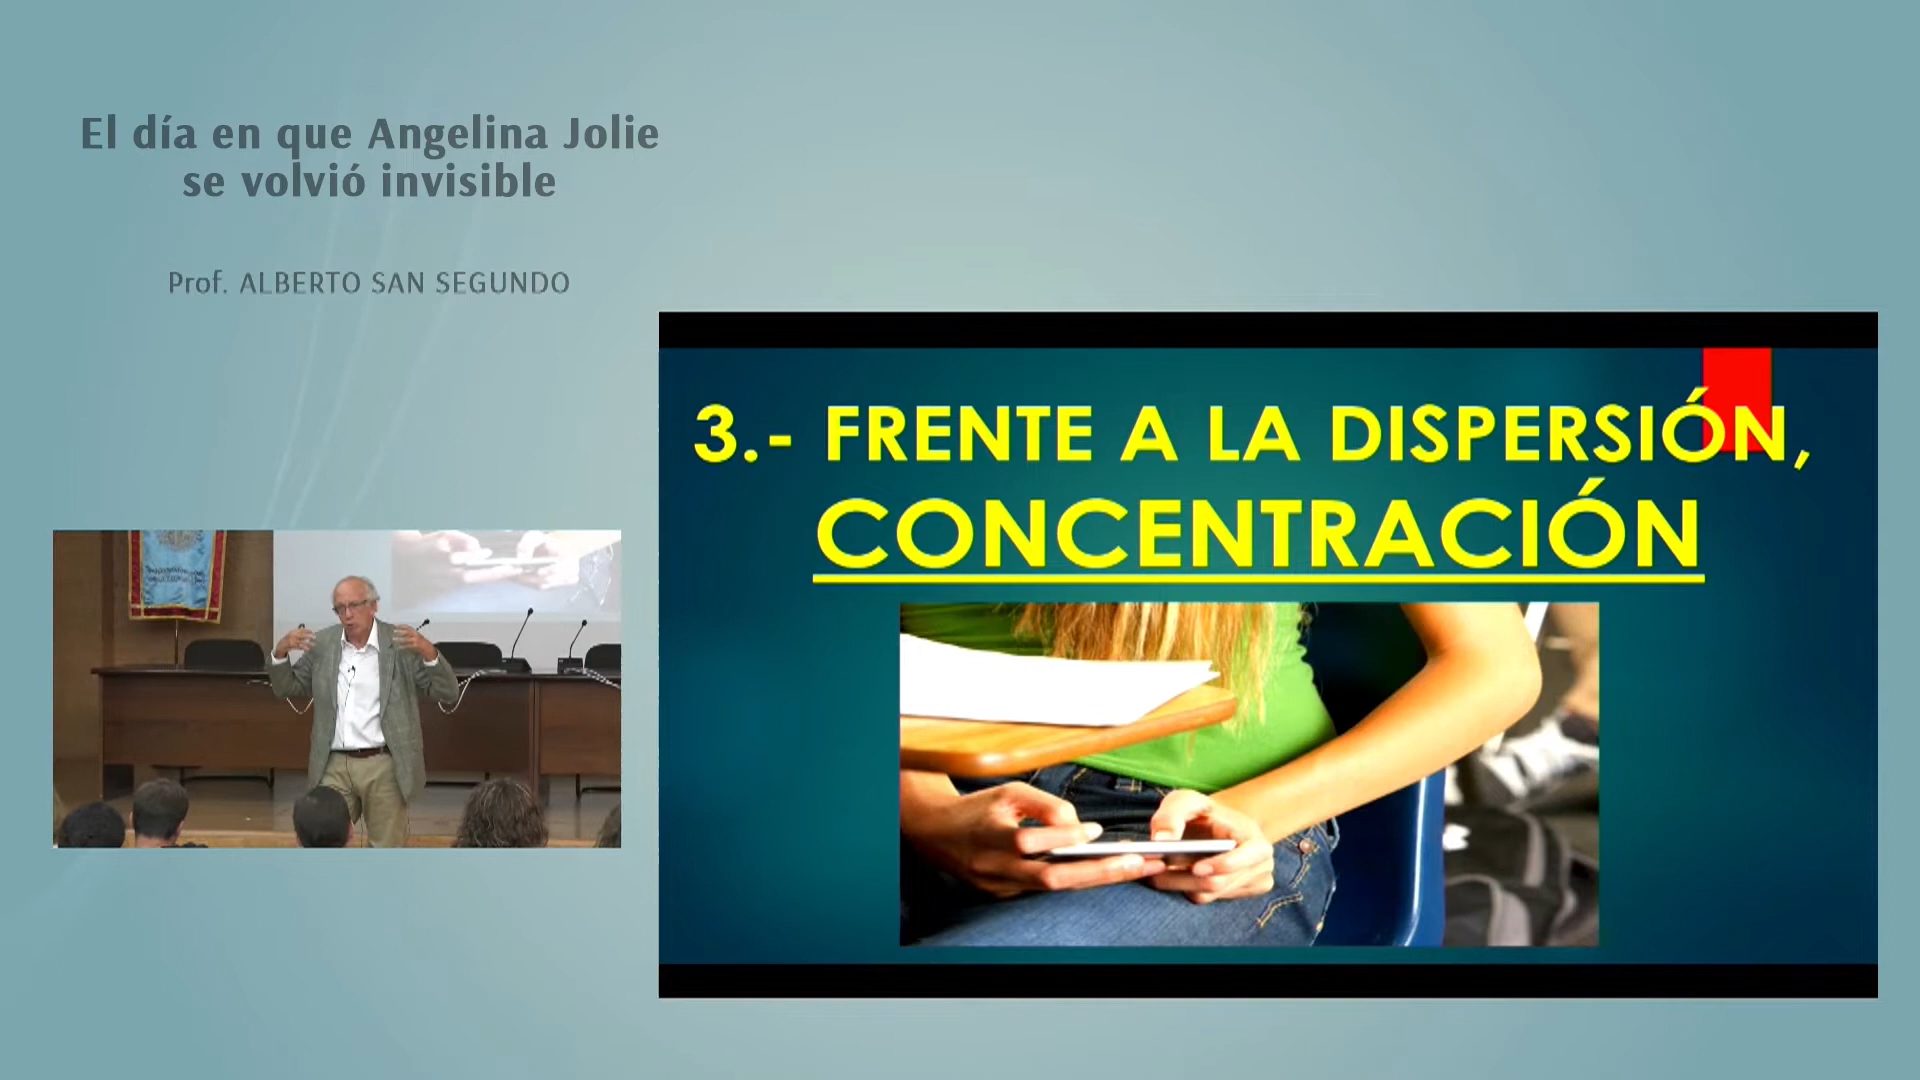 El día en que Angelina Jolie
se volvió invisible
Prof. ALBERTO SAN SEGUNDO
3.- FRENTE A LA DISPERSIÓN,
CONCENTRACIÓN